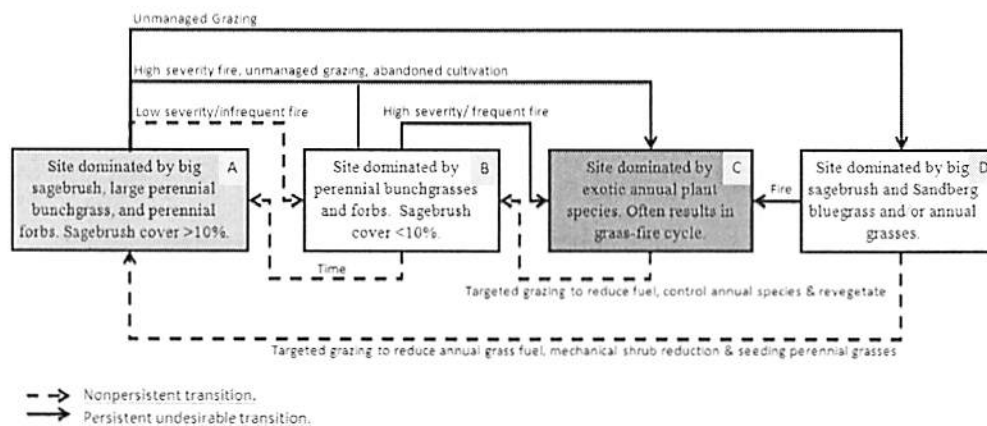 Unmanaged Grazing
High severity fire, unmanaged grazing, abandoned cultivation
Low severity/infrequent fire
High severity/ frequent fire
A
Site dominated by big
sagebrush, large perennial
bunchgrass, and perennial
forbs. Sagebrush cover >10%.
B
Site dominated by
perennial bunchgrasses
and forbs. Sagebrush
cover <10%.
C
Site dominated by
exotic annual plant
species. Often results in
grass-fire cycle.
Fire
D
Site dominated by big
sagebrush and Sandberg
bluegrass and/or annual
grasses.
Time
Targeted grazing to reduce fuel, control annual species & revegetate
Targeted grazing to reduce annual grass fuel, mechanical shrub reduction & seeding perennial grasses
Nonpersistent transition.
Persistent undesirable transition.